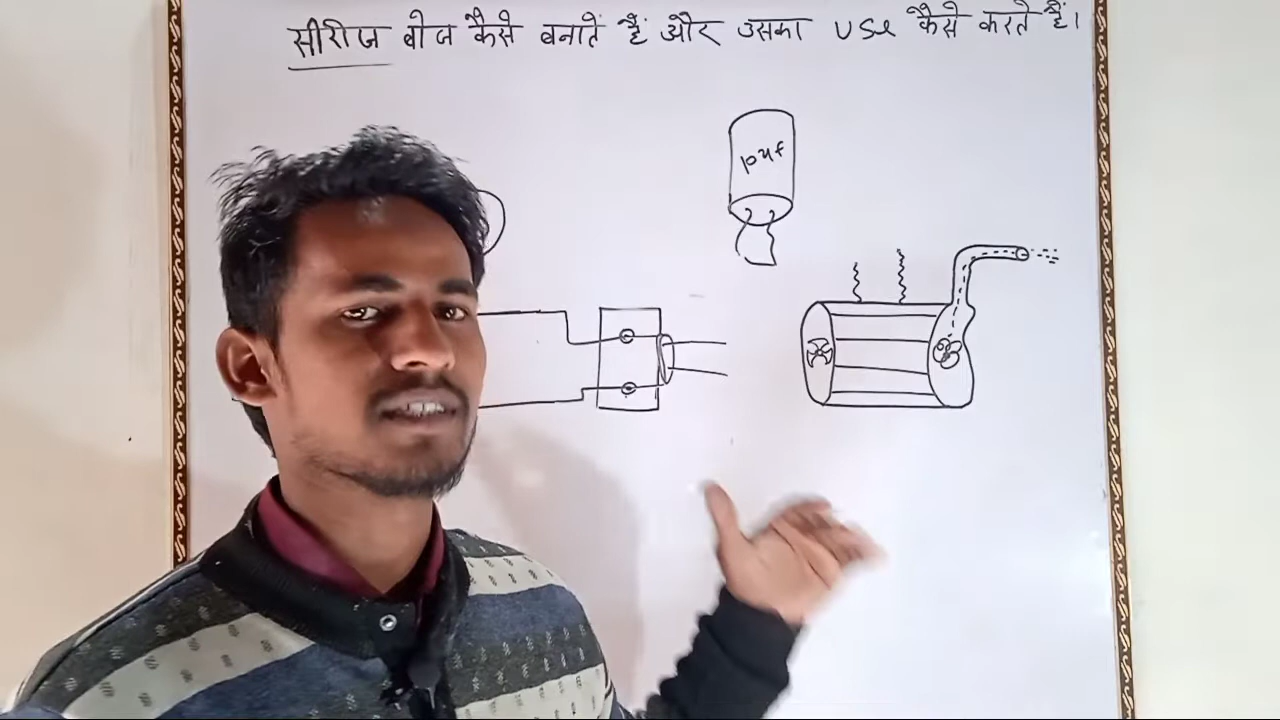 सीरीज बोज कैसे बनाते हैं और उसका use कैसे करते हैं।
10uf